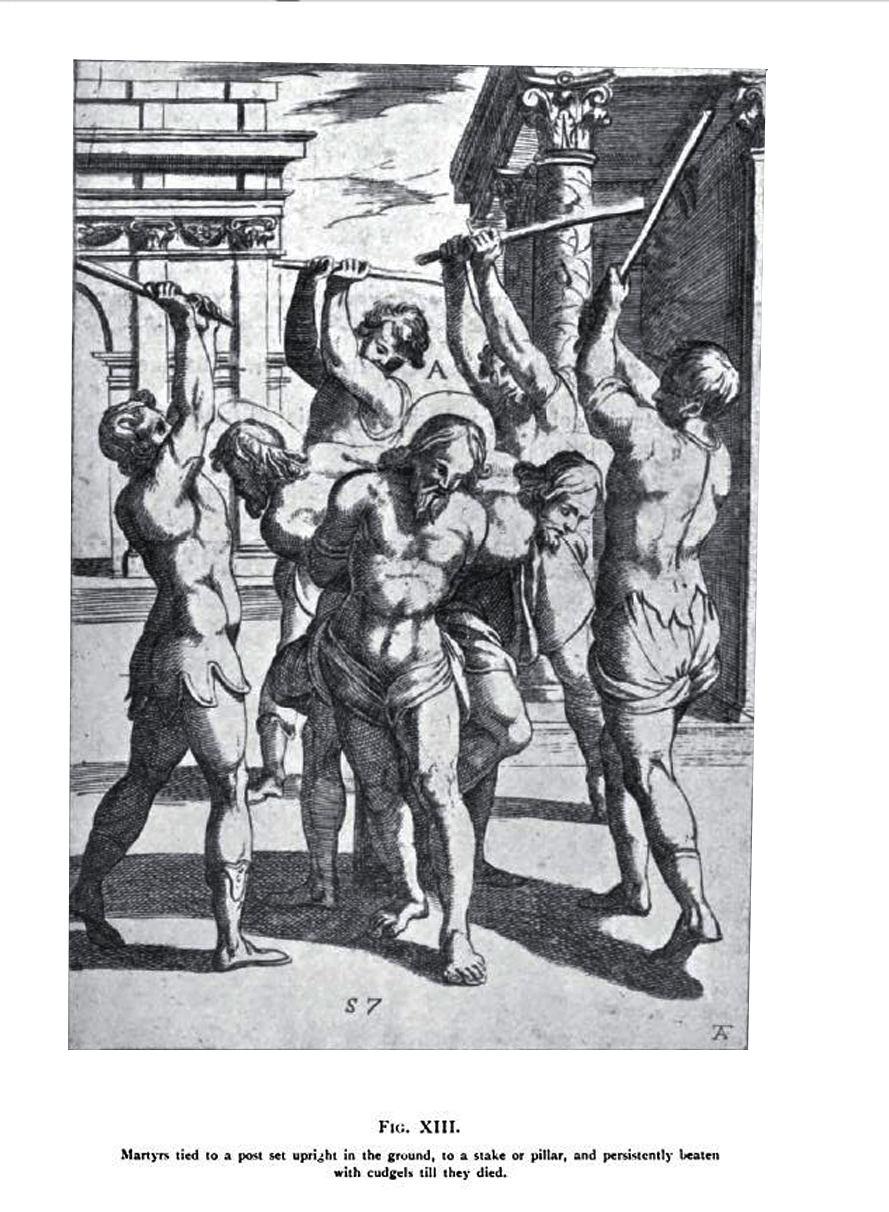 A
S 7
FIG. XIII.
Martyrs tied to a post set upright in the ground, to a stake or pillar, and persistently beaten
with cudgels till they died.